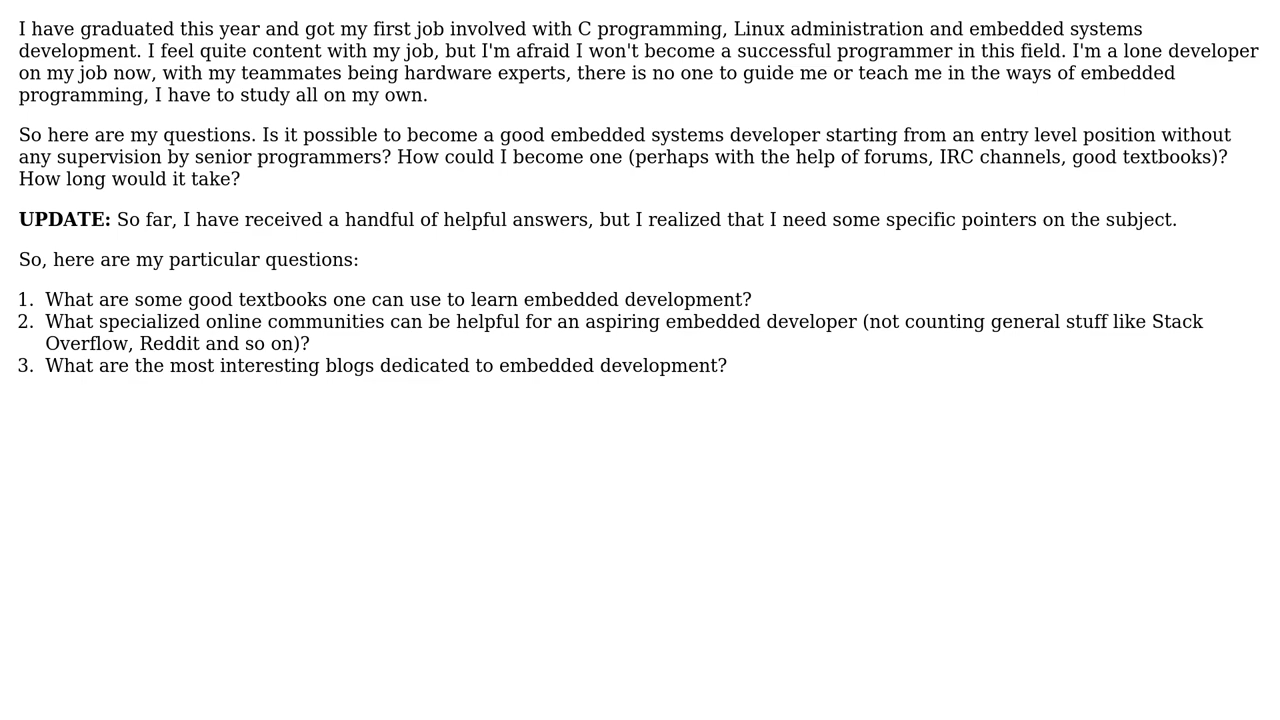 I have graduated this year and got my first job involved with C programming, Linux administration and embedded systems
development. I feel quite content with my job, but I'm afraid I won't become a successful programmer in this field. I'm a lone developer
on my job now, with my teammates being hardware experts, there is no one to guide me or teach me in the ways of embedded
programming, I have to study all on my own.
So here are my questions. Is it possible to become a good embedded systems developer starting from an entry level position without
any supervision by senior programmers? How could I become one (perhaps with the help of forums, IRC channels, good textbooks)?
How long would it take?
UPDATE: So far, I have received a handful of helpful answers, but I realized that I need some specific pointers on the subject.
So, here are my particular questions:
1. What are some good textbooks one can use to learn embedded development?
2. What specialized online communities can be helpful for an aspiring embedded developer (not counting general stuff like Stack
Overflow, Reddit and so on)?
3. What are the most interesting blogs dedicated to embedded development?